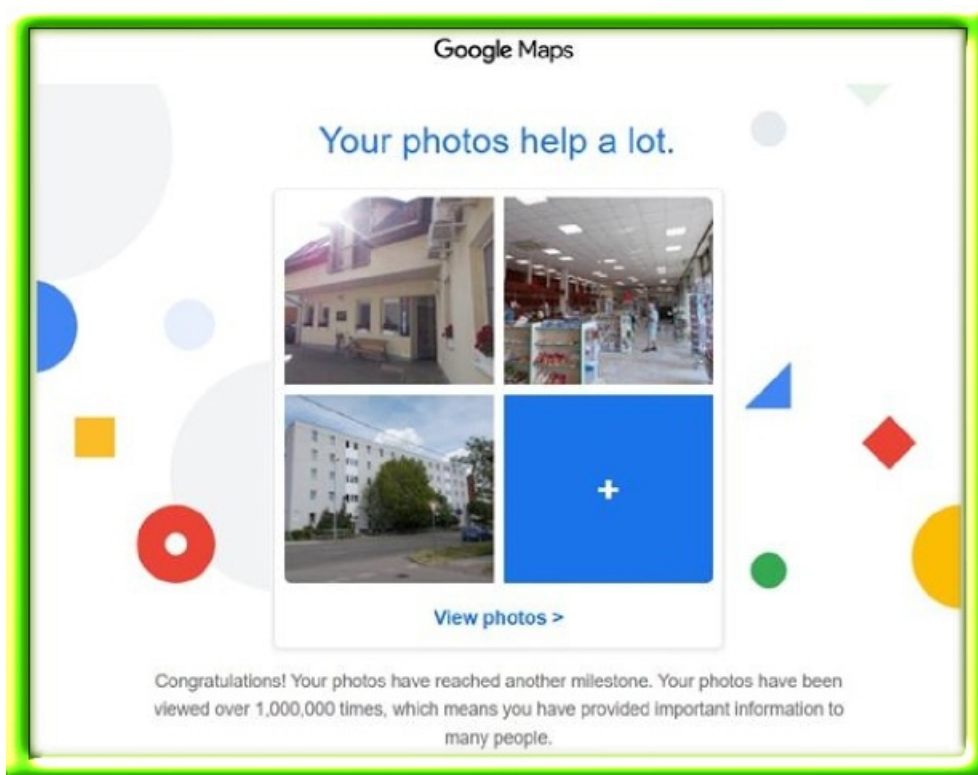 Google Maps
Your photos help a lot.
+
View photos >
Congratulations! Your photos have reached another milestone. Your photos have been
viewed over 1,000,000 times, which means you have provided important information to
many people.